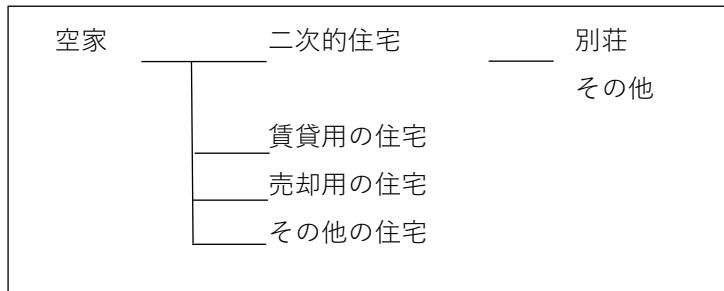 空家 二次的住宅 別荘
その他
賃貸用の住宅
売却用の住宅
その他の住宅